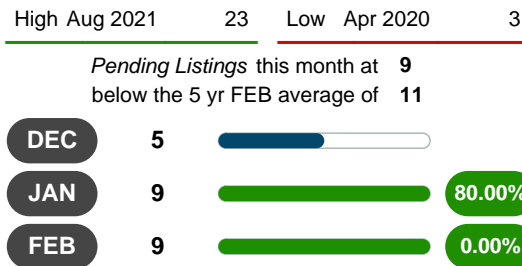 High Aug 2021 23 Low Apr 2020 3
Pending Listings this month at 9
below the 5 yr FEB average of 11
DEC 5
JAN 9 80.00%
FEB 9 0.00%